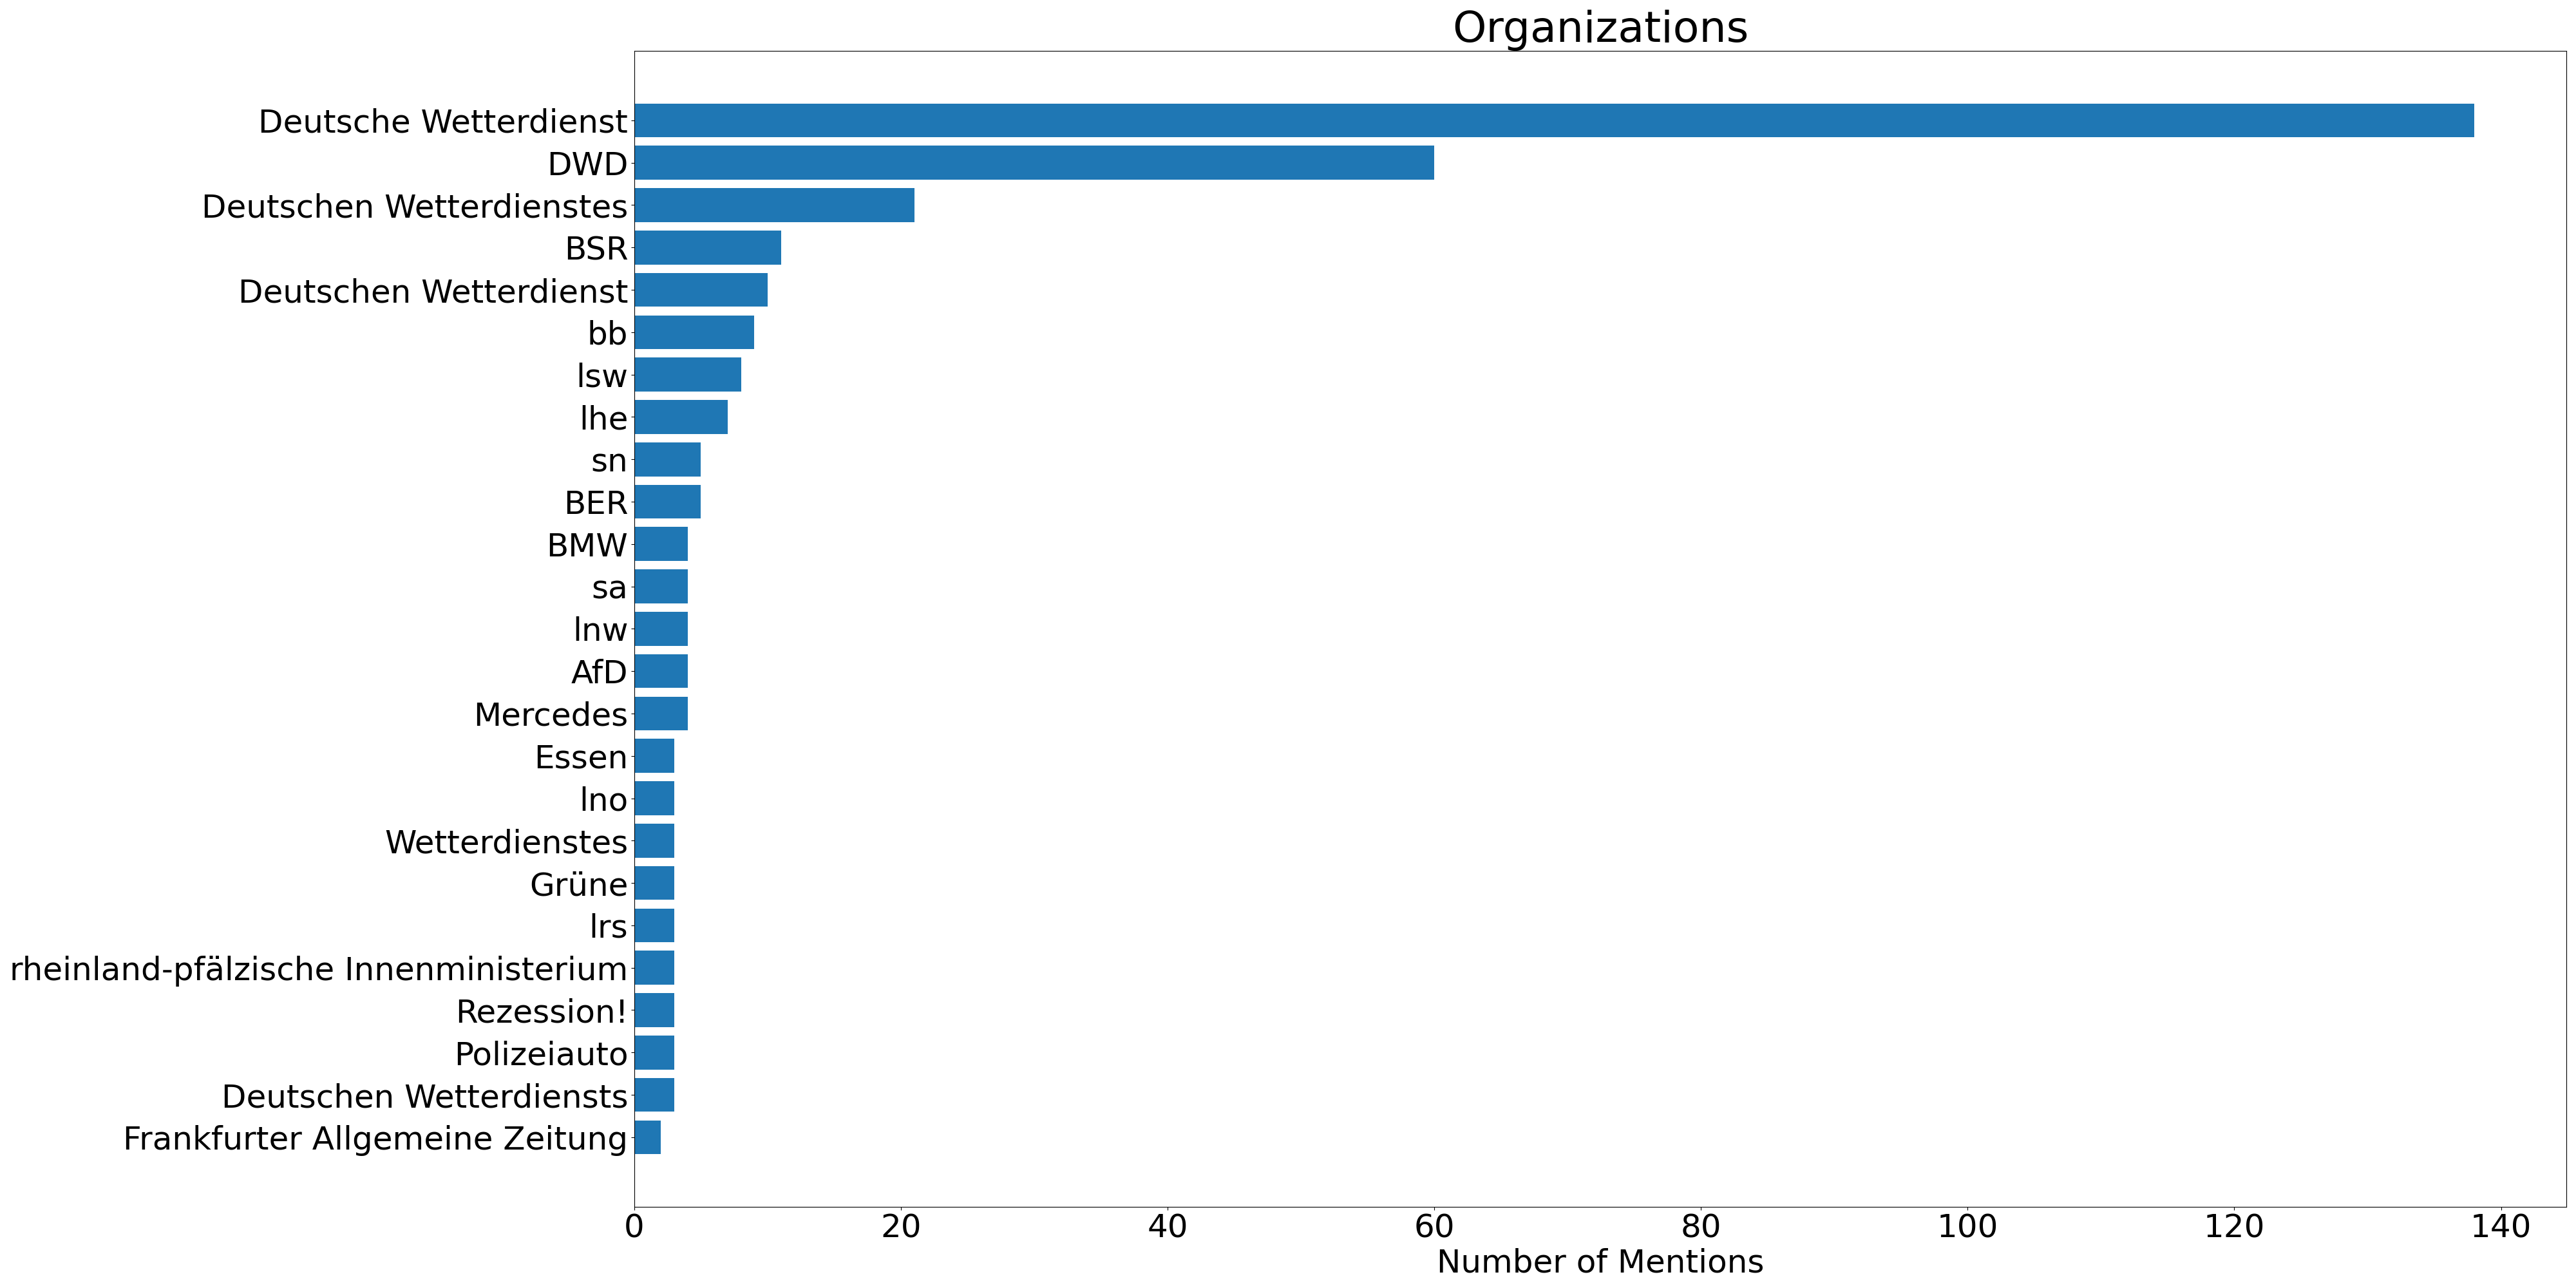 Organizations
Deutsche Wetterdienst
DWD
Deutschen Wetterdienstes
BSR
Deutschen Wetterdienst
bb
lsw
lhe
sn
BER
BMW
sa
lnw
AfD
Mercedes
Essen
lno
Wetterdienstes
Grüne
lrs
rheinland-pfälzische Innenministerium
Rezession!
Polizeiauto
Deutschen Wetterdiensts
Frankfurter Allgemeine Zeitung
0 20 40 60 80 100 120 140
Number of Mentions